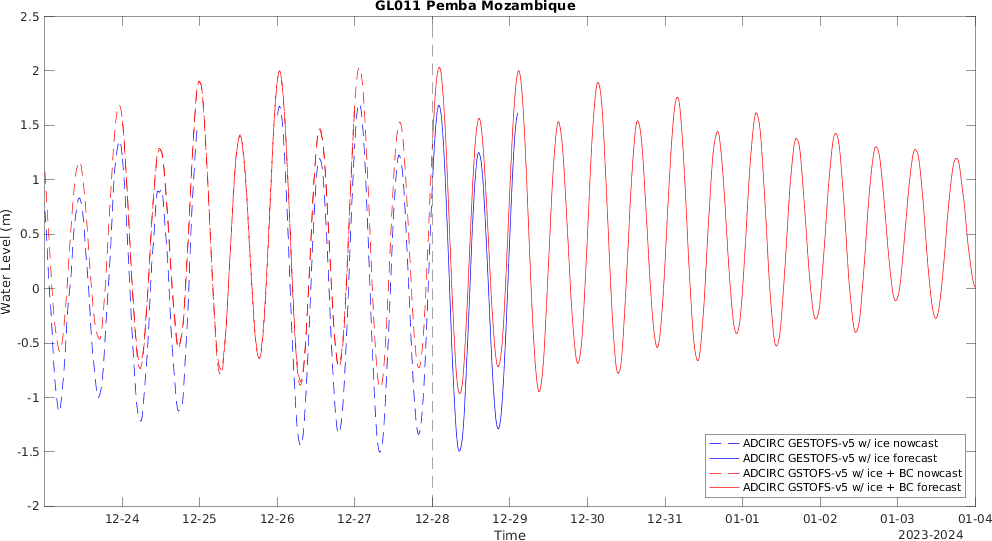 GL011 Pemba Mozambique
2.5
2
1.5
1
0.5
0
-0.5
-1
-1.5
-2
Water Level (m)
ADCIRC GESTOFS-v5 w/ ice nowcast
ADCIRC GESTOFS-v5 w/ ice forecast
ADCIRC GSTOFS-v5 w/ ice + BC nowcast
ADCIRC GSTOFS-v5 w/ ice + BC forecast
12-24 12-25 12-26 12-27 12-28 12-29 12-30 12-31 01-01 01-02 01-03 01-04
Time
2023-2024